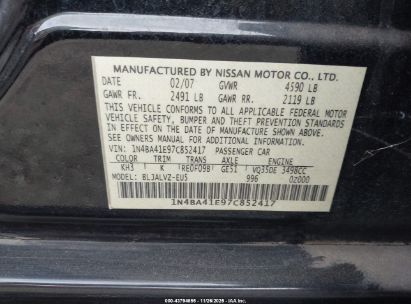 MANUFACTURED BY NISSAN MOTOR CO., LTD.
DATE 02/07 GVWR 4590 LB
GAWR FR. 2491 LB GAWR RR. 2119 LB
THIS VEHICLE CONFORMS TO ALL APPLICABLE FEDERAL MOTOR
VEHICLE SAFETY, BUMPER AND THEFT PREVENTION STANDARDS
IN EFFECT ON THE DATE OF MANUFACTURE SHOWN ABOVE.
SEE OWNERS MANUAL FOR ADDITIONAL INFORMATION.
VIN: 1N4BA41E97C852417 PASSENGER CAR
COLOR TRIM TRANS AXLE ENGINE
KH3 K RE0F09B GE51 VQ35DE 3498CC
MODEL: BLJALVZ-EU5 996 0Z000
1N4BA41E97C852417